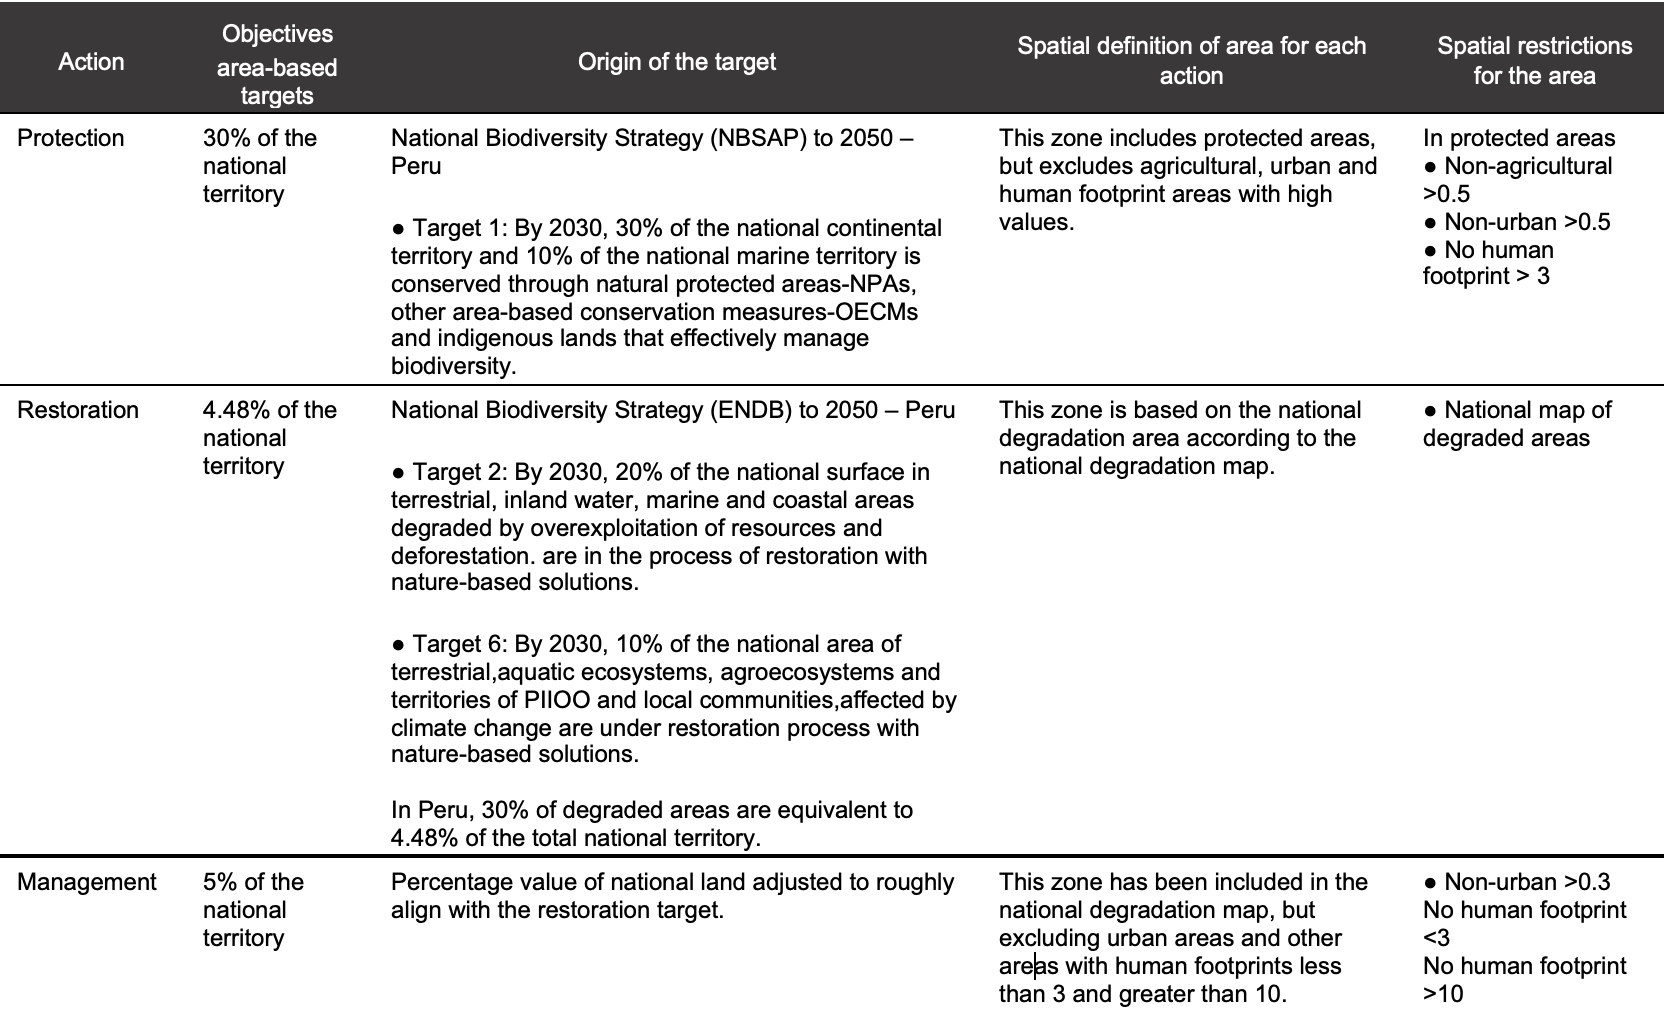 Action
Objectives
area-based
targets
Origin of the target
Spatial definition of area for each
action
Spatial restrictions
for the area
Protection
30% of the
national
territory
National Biodiversity Strategy (NBSAP) to 2050 –
Peru
● Target 1: By 2030, 30% of the national continental
territory and 10% of the national marine territory is
conserved through natural protected areas-NPAs,
other area-based conservation measures-OECMs
and indigenous lands that effectively manage
biodiversity.
This zone includes protected areas,
but excludes agricultural, urban and
human footprint areas with high
values.
In protected areas
● Non-agricultural
>0.5
● Non-urban >0.5
● No human
footprint > 3
Restoration
4.48% of the
national
territory
National Biodiversity Strategy (ENDB) to 2050 – Peru
● Target 2: By 2030, 20% of the national surface in
terrestrial, inland water, marine and coastal areas
degraded by overexploitation of resources and
deforestation. are in the process of restoration with
nature-based solutions.
● Target 6: By 2030, 10% of the national area of
terrestrial,aquatic ecosystems, agroecosystems and
territories of PIIOO and local communities,affected by
climate change are under restoration process with
nature-based solutions.
In Peru, 30% of degraded areas are equivalent to
4.48% of the total national territory.
This zone is based on the national
degradation area according to the
national degradation map.
● National map of
degraded areas
Management
5% of the
national
territory
Percentage value of national land adjusted to roughly
align with the restoration target.
This zone has been included in the
national degradation map, but
excluding urban areas and other
areas with human footprints less
than 3 and greater than 10.
● Non-urban >0.3
No human footprint
<3
No human footprint
>10